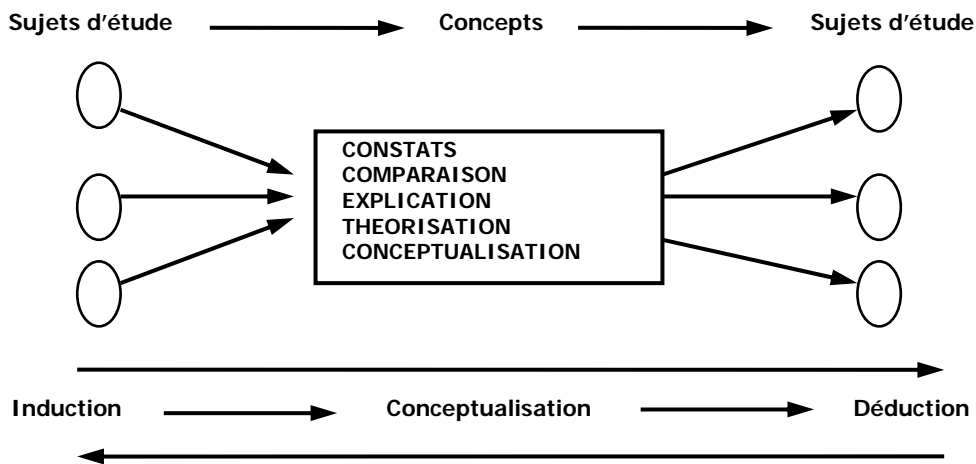 Sujets d'étude Concepts Sujets d'étude
CONSTATS
COMPARAISON
EXPLICATION
THEORISATION
CONCEPTUALISATION
Induction Conceptualisation Déduction